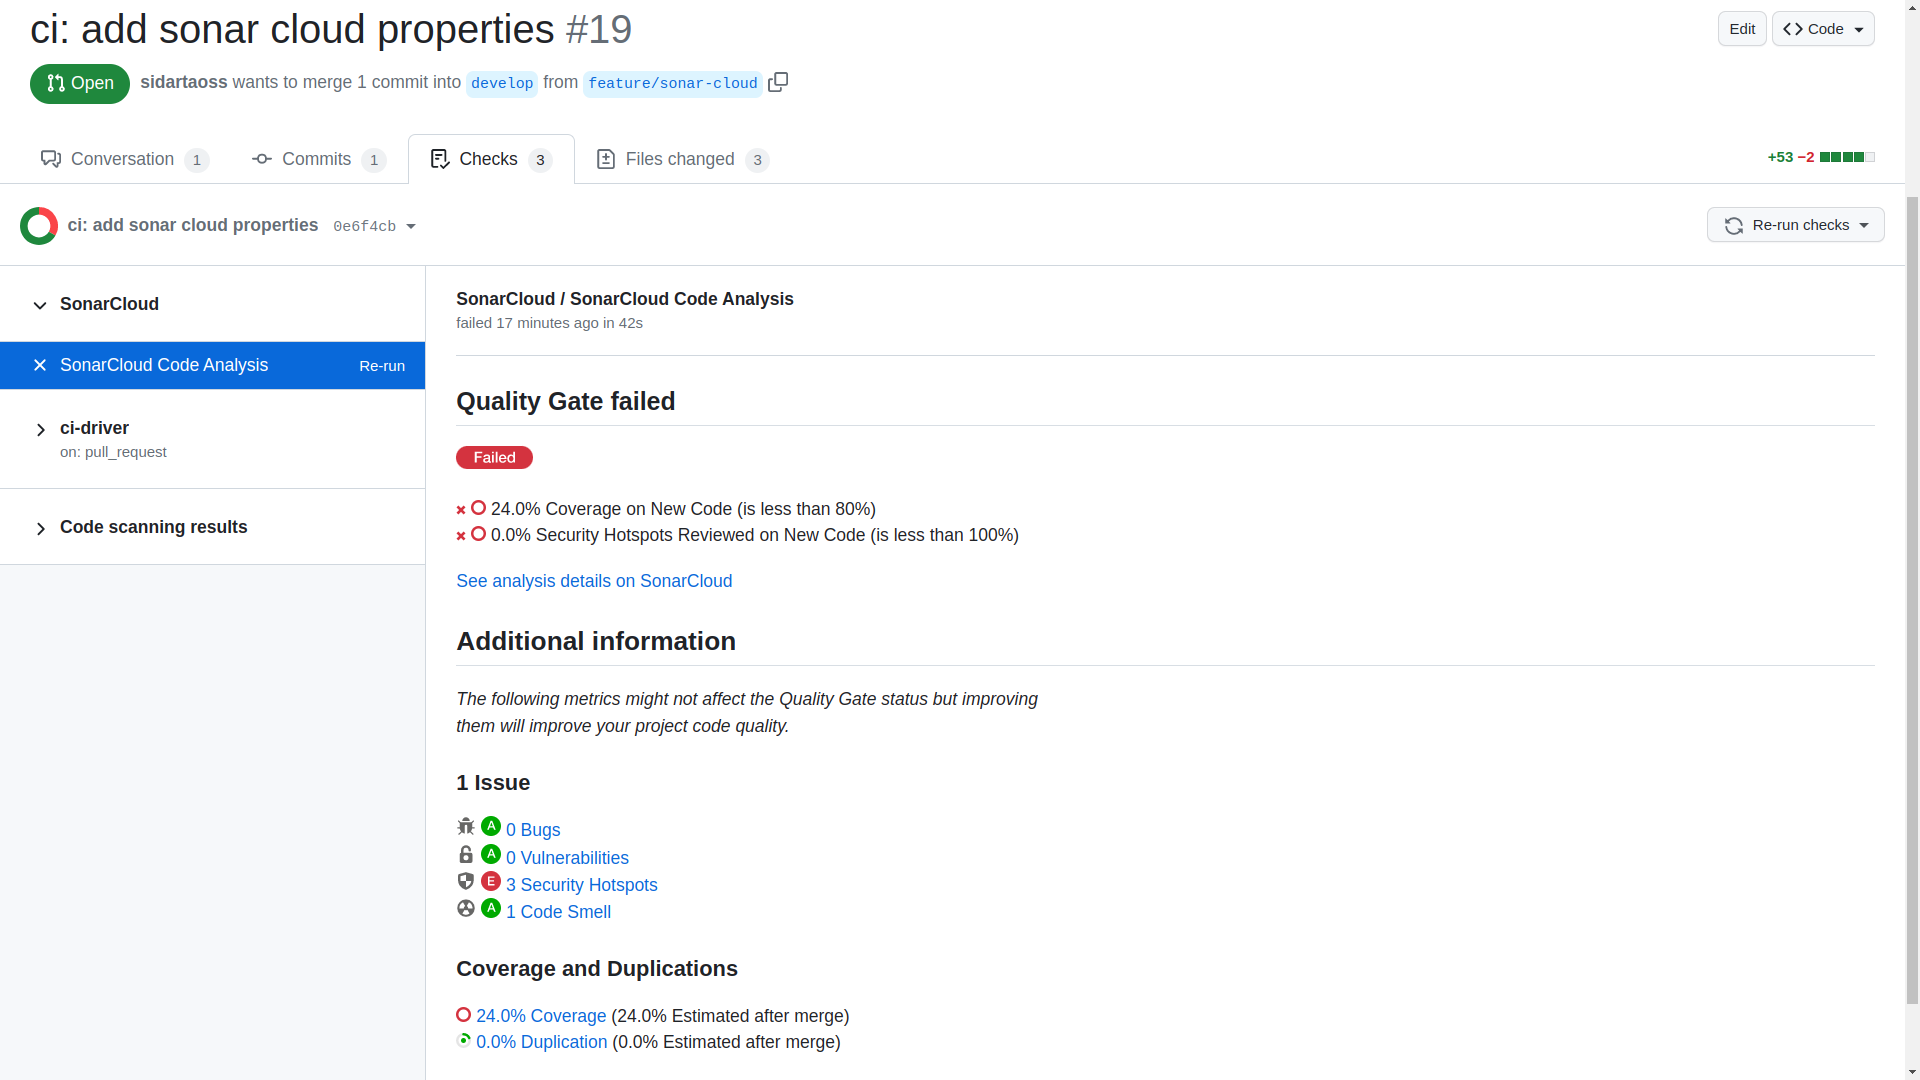 ci: add sonar cloud properties #19
Edit
Code
Open
sidartaoss wants to merge 1 commit into develop from feature/sonar-cloud
Conversation 1
Commits 1
Checks 3
Files changed 3
+53 −2
ci: add sonar cloud properties 0e6f4cb
Re-run checks
SonarCloud
SonarCloud Code Analysis Re-run
ci-driver
on: pull_request
Code scanning results
SonarCloud / SonarCloud Code Analysis
failed 17 minutes ago in 42s
Quality Gate failed
Failed
24.0% Coverage on New Code (is less than 80%)
0.0% Security Hotspots Reviewed on New Code (is less than 100%)
See analysis details on SonarCloud
Additional information
The following metrics might not affect the Quality Gate status but improving
them will improve your project code quality.
1 Issue
A 0 Bugs
A 0 Vulnerabilities
E 3 Security Hotspots
A 1 Code Smell
Coverage and Duplications
24.0% Coverage (24.0% Estimated after merge)
0.0% Duplication (0.0% Estimated after merge)